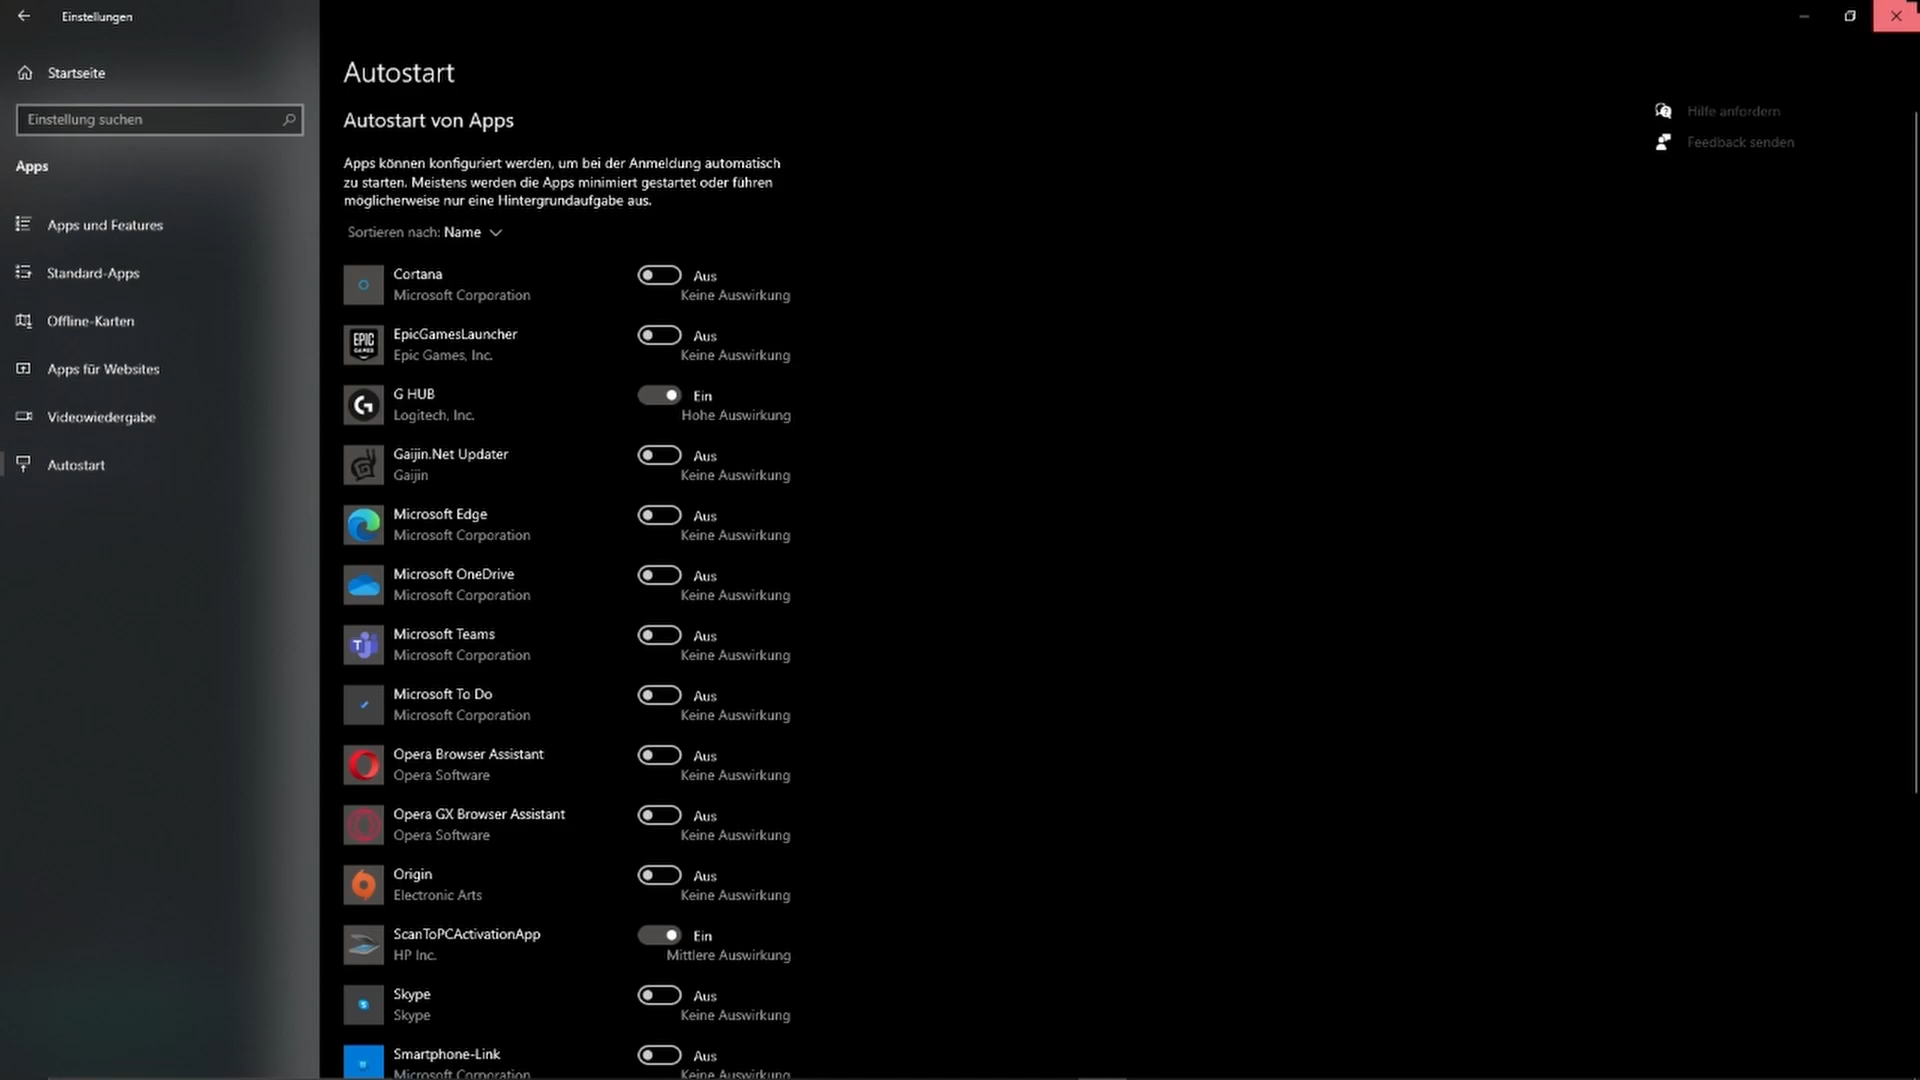 Einstellungen
Startseite
Einstellung suchen
Apps
Apps und Features
Standard-Apps
Offline-Karten
Apps für Websites
Videowiedergabe
Autostart
Autostart
Autostart von Apps
Apps können konfiguriert werden, um bei der Anmeldung automatisch
zu starten. Meistens werden die Apps minimiert gestartet oder führen
möglicherweise nur eine Hintergrundaufgabe aus.
Sortieren nach: Name
Cortana Aus
Microsoft Corporation Keine Auswirkung
EPIC GAMES EpicGamesLauncher Aus
Epic Games, Inc. Keine Auswirkung
G HUB Ein
Logitech, Inc. Hohe Auswirkung
Gaijin.Net Updater Aus
Gaijin Keine Auswirkung
Microsoft Edge Aus
Microsoft Corporation Keine Auswirkung
Microsoft OneDrive Aus
Microsoft Corporation Keine Auswirkung
Microsoft Teams Aus
Microsoft Corporation Keine Auswirkung
Microsoft To Do Aus
Microsoft Corporation Keine Auswirkung
Opera Browser Assistant Aus
Opera Software Keine Auswirkung
Opera GX Browser Assistant Aus
Opera Software Keine Auswirkung
Origin Aus
Electronic Arts Keine Auswirkung
ScanToPCActivationApp Ein
HP Inc. Mittlere Auswirkung
Skype Aus
Skype Keine Auswirkung
Smartphone-Link Aus
Microsoft Corporation Keine Auswirkung
Hilfe anfordern
Feedback senden